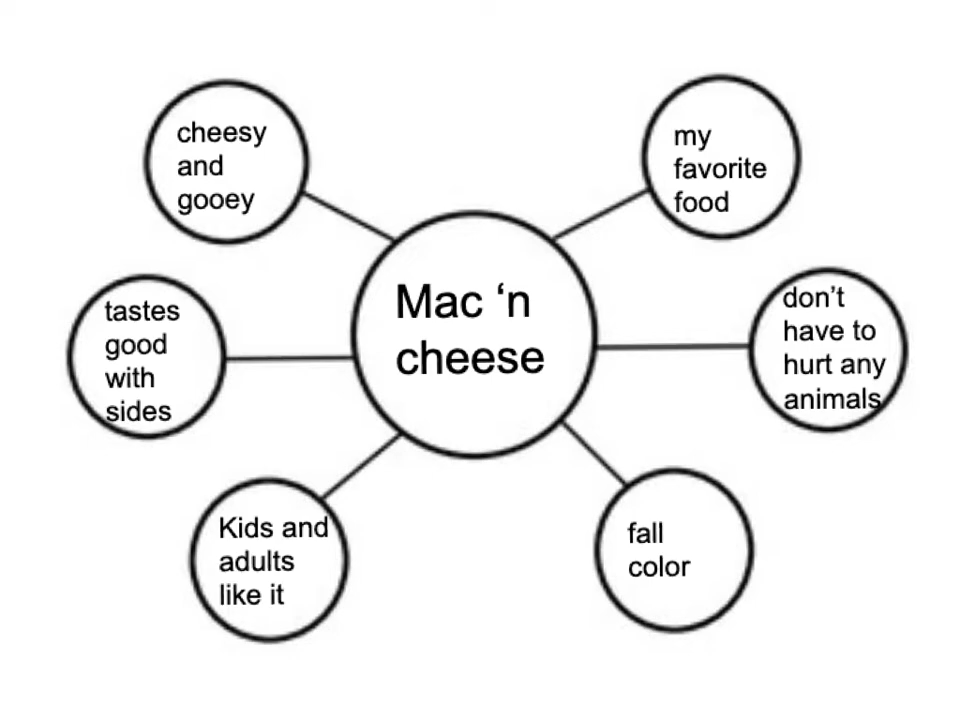 cheesy
and
gooey
my
favorite
food
Mac ‘n
cheese
tastes
good
with
sides
don’t
have to
hurt any
animals
Kids and
adults
like it
fall
color